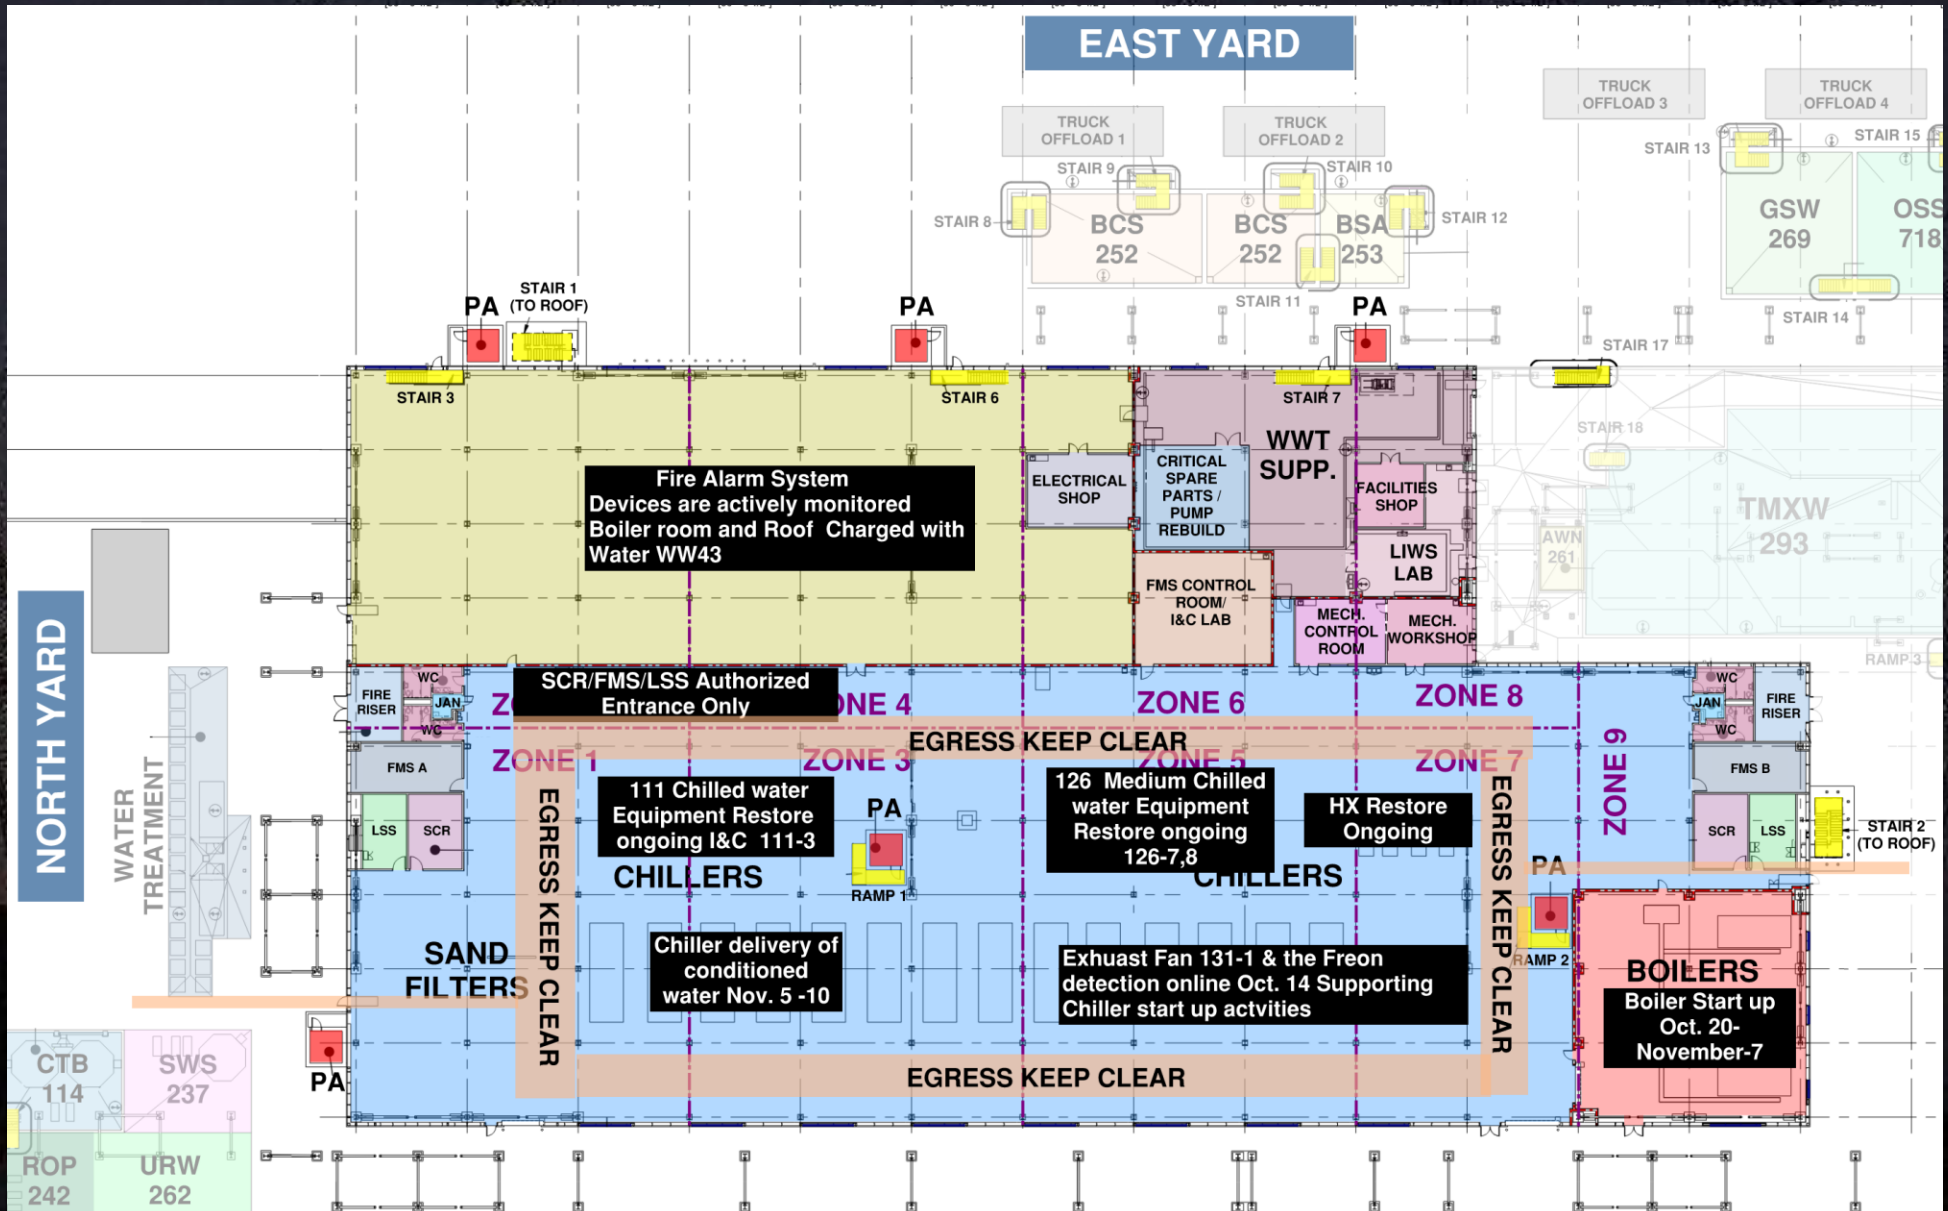 EAST YARD
TRUCK
OFFLOAD 3
TRUCK
OFFLOAD 4
TRUCK
OFFLOAD 1
TRUCK
OFFLOAD 2
STAIR 13
STAIR 15
STAIR 9
STAIR 10
STAIR 8
STAIR 12
BCS
252
BCS
252
BSA
253
GSW
269
OSS
718
STAIR 11
STAIR 14
STAIR 1
(TO ROOF)
PA
PA
PA
STAIR 17
STAIR 3
STAIR 6
STAIR 7
STAIR 18
WWT
SUPP.
Fire Alarm System
Devices are actively monitored
Boiler room and Roof Charged with
Water WW43
ELECTRICAL
SHOP
CRITICAL
SPARE
PARTS /
PUMP
REBUILD
FACILITIES
SHOP
LIWS
LAB
AWN
261
TMXW
293
FMS CONTROL
ROOM/
I&C LAB
MECH.
CONTROL
ROOM
MECH.
WORKSHOP
RAMP 3
NORTH YARD
WATER
TREATMENT
FIRE
RISER
WC
JAN
WC
SCR/FMS/LSS Authorized
Entrance Only
ZONE 4
ZONE 6
ZONE 8
ZONE 9
WC
JAN
WC
FIRE
RISER
EGRESS KEEP CLEAR
ZONE 1
ZONE 3
ZONE 5
ZONE 7
FMS A
FMS B
LSS
SCR
SCR
LSS
STAIR 2
(TO ROOF)
EGRESS KEEP CLEAR
111 Chilled water
Equipment Restore
ongoing I&C 111-3
PA
RAMP 1
126 Medium Chilled
water Equipment
Restore ongoing
126-7,8
HX Restore
Ongoing
EGRESS KEEP CLEAR
CHILLERS
CHILLERS
PA
RAMP 2
SAND
FILTERS
Chiller delivery of
conditioned
water Nov. 5 -10
Exhuast Fan 131-1 & the Freon
detection online Oct. 14 Supporting
Chiller start up actvities
BOILERS
Boiler Start up
Oct. 20-
November-7
PA
EGRESS KEEP CLEAR
CTB
114
SWS
237
ROP
242
URW
262